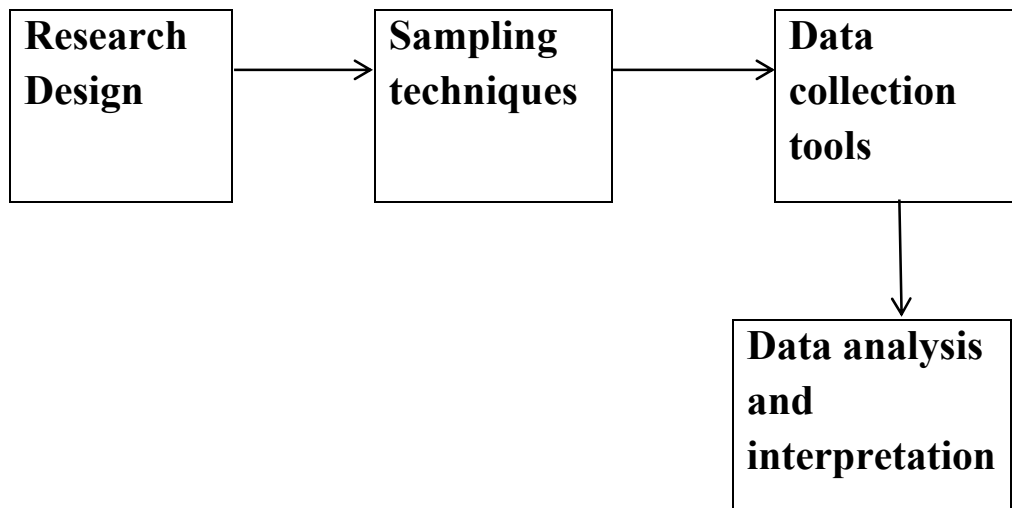 Research
Design
Sampling
techniques
Data
collection
tools
Data analysis
and
interpretation